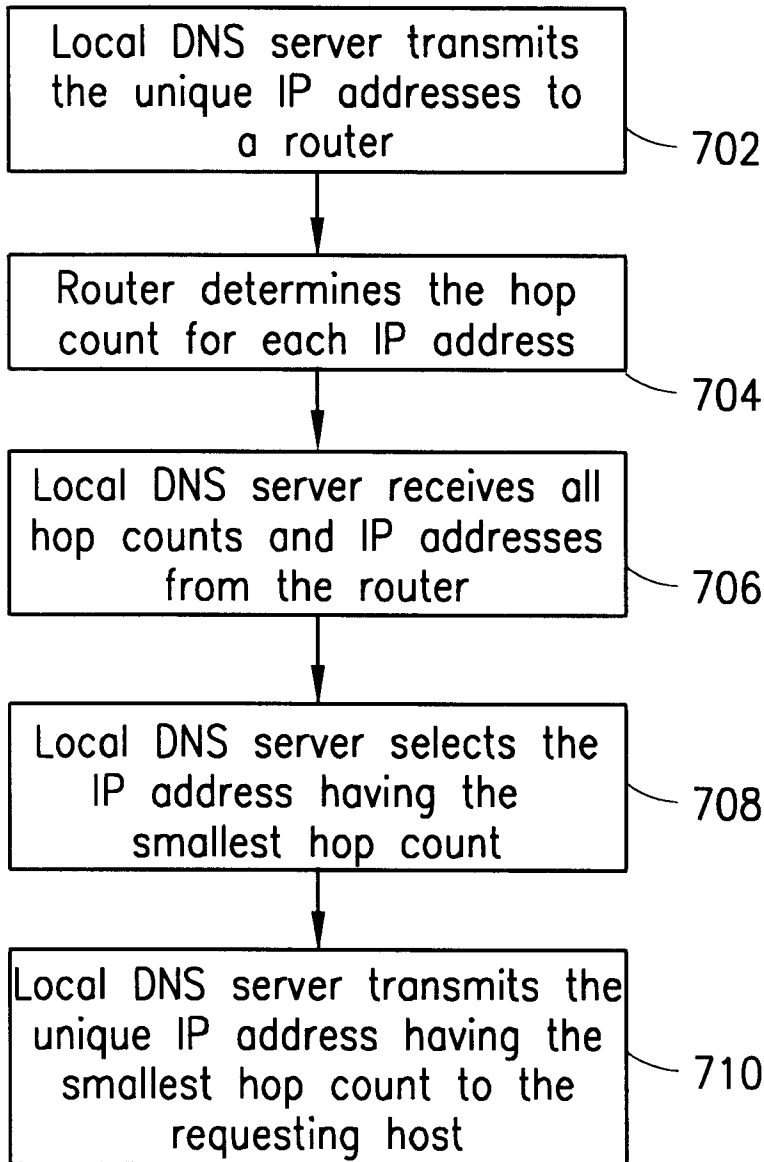 Local DNS server transmits
the unique IP addresses to
a router
702
Router determines the hop
count for each IP address
704
Local DNS server receives all
hop counts and IP addresses
from the router
706
Local DNS server selects the
IP address having the
smallest hop count
708
Local DNS server transmits the
unique IP address having the
smallest hop count to the
requesting host
710